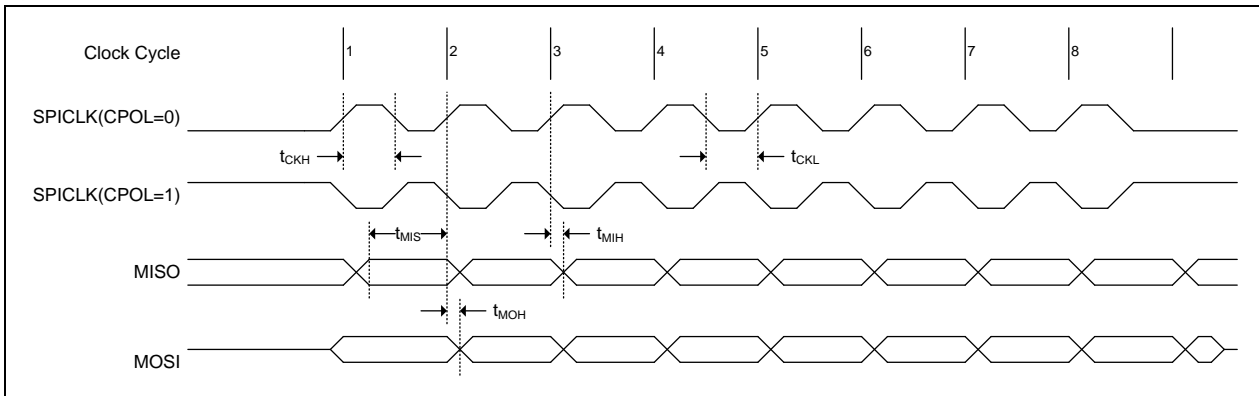 Clock Cycle 1 2 3 4 5 6 7 8
SPICLK(CPOL=0)
tCKH tCKL
SPICLK(CPOL=1)
tMIS tMIH
MISO
tMOH
MOSI